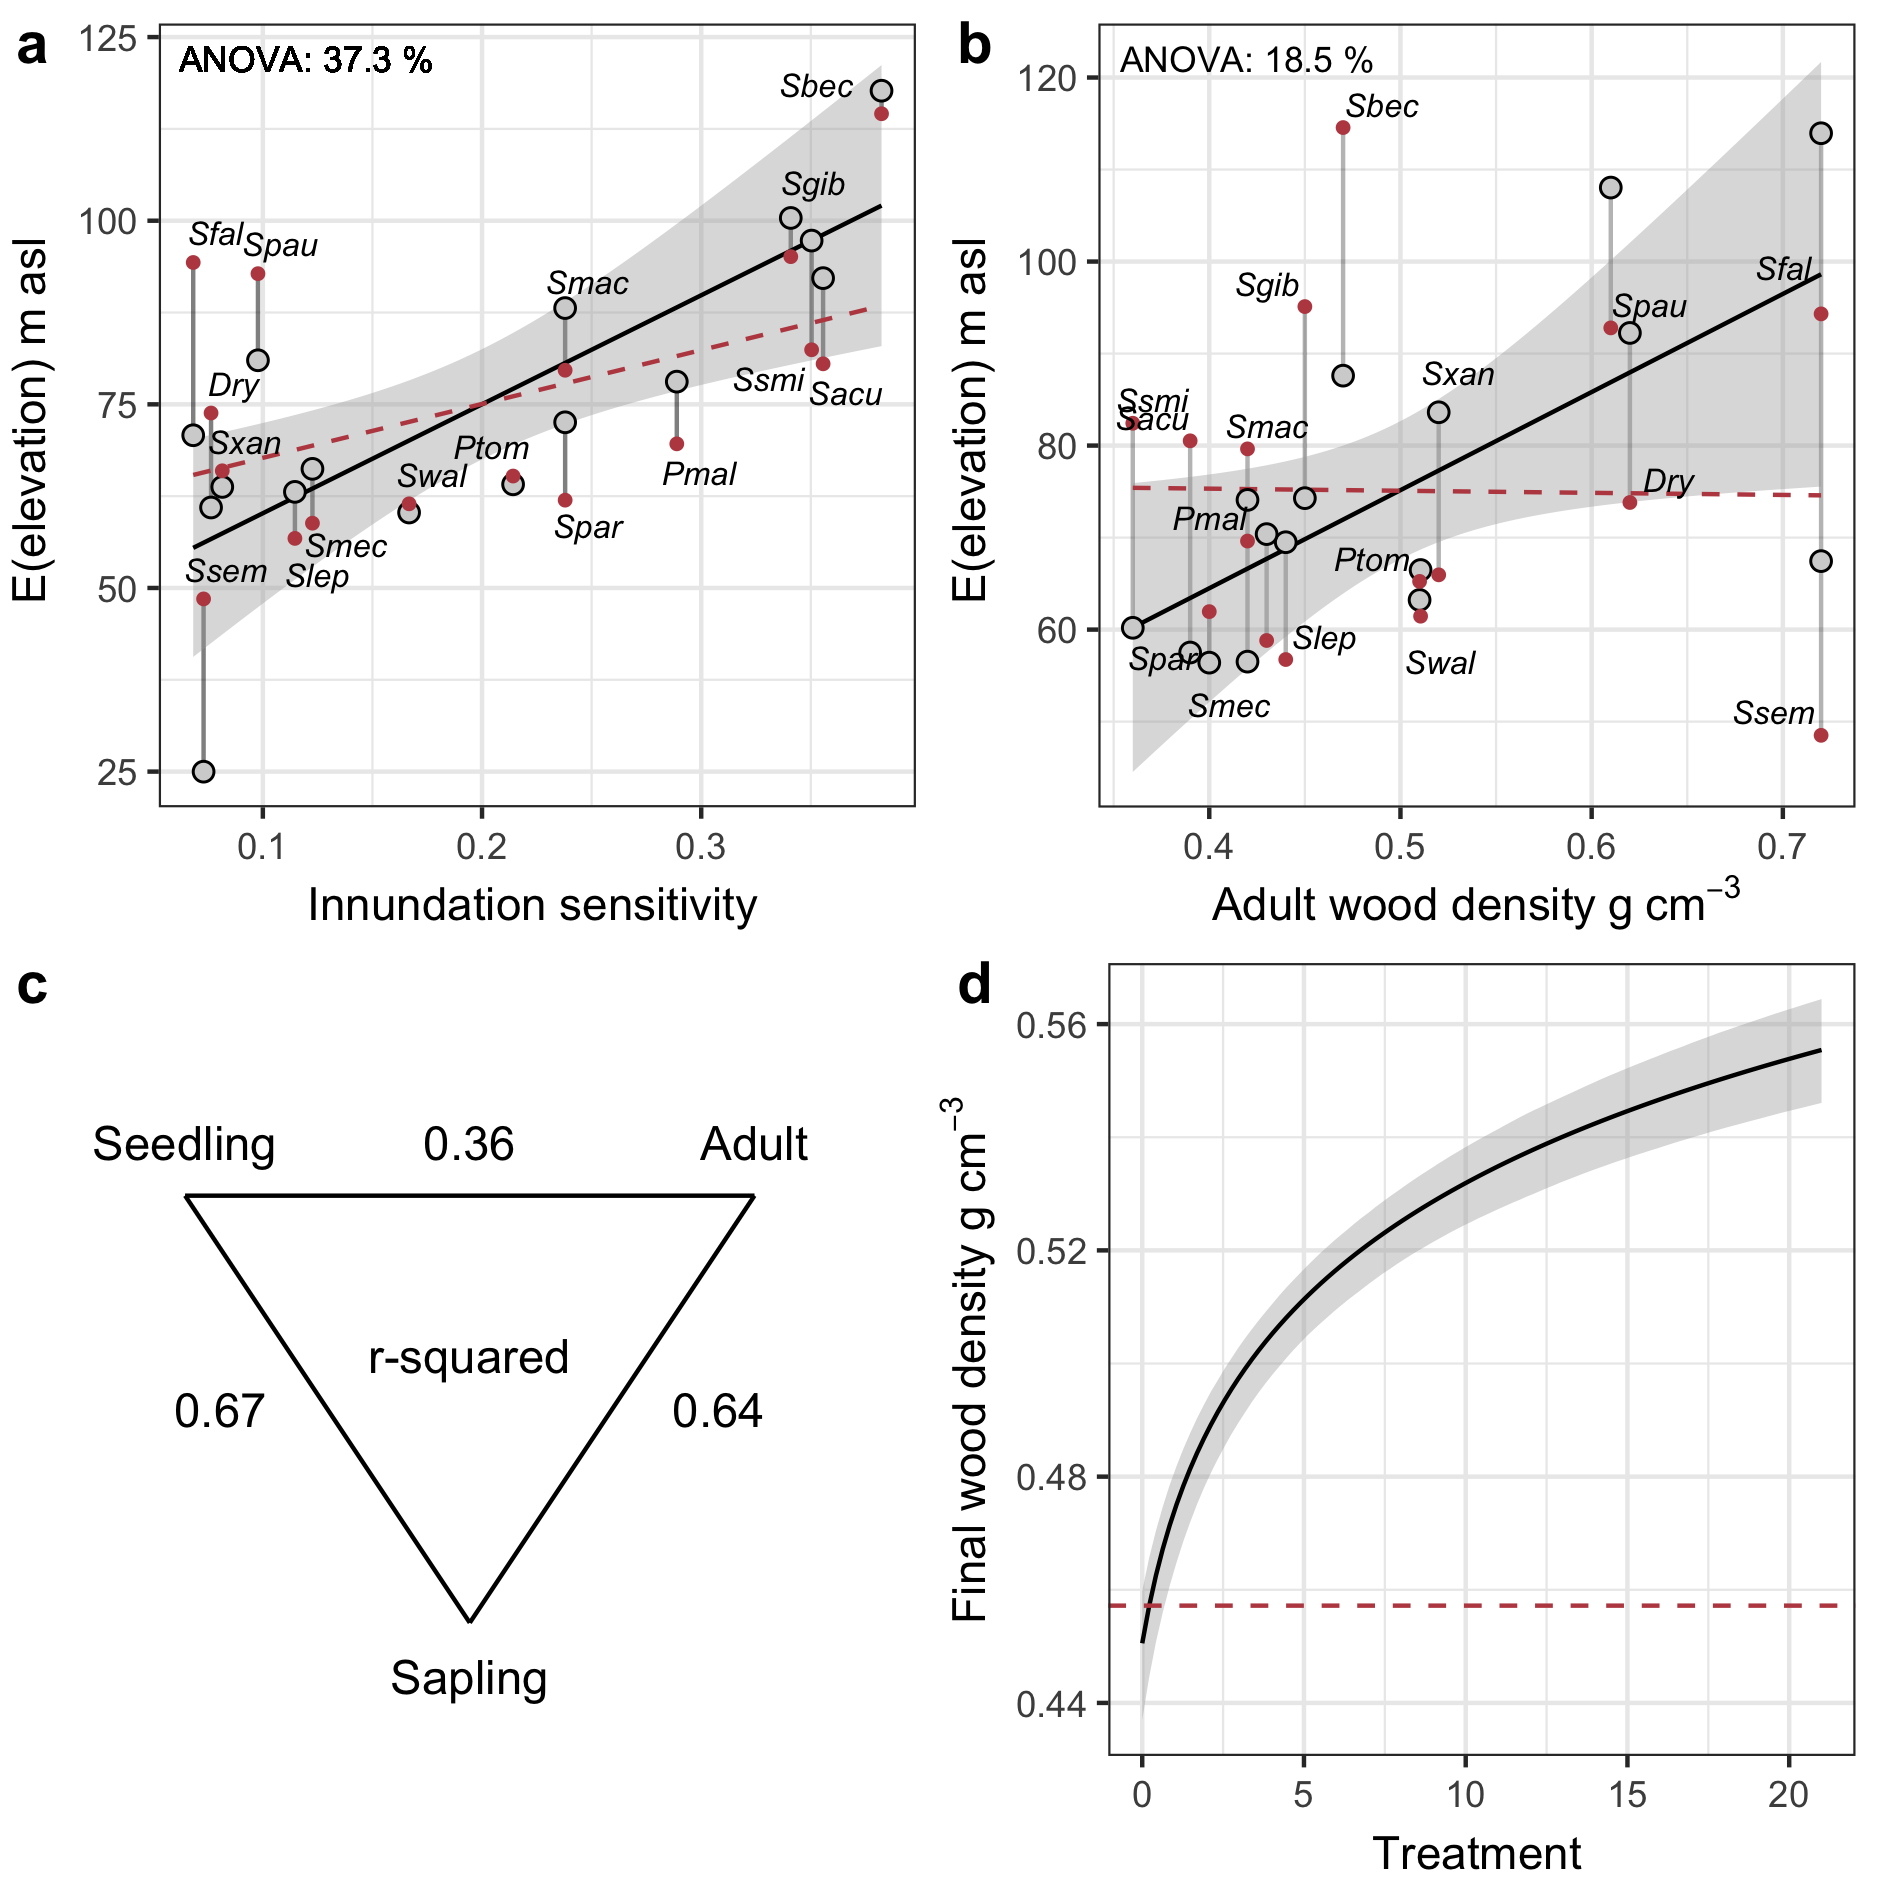 a
ANOVA: 37.3 %
E(elevation) m asl
125
100
75
50
25
Sbec
Sgib
Sfal
Spau
Smac
Dry
Sxan
Ptom
Swal
Ssmi
Sacu
Pmal
Spar
Smec
Ssem
Slep
0.1
0.2
0.3
Innundation sensitivity
b
ANOVA: 18.5 %
E(elevation) m asl
120
100
80
60
Sbec
Sfal
Sgib
Spau
Sxan
Ssmi
Sacu
Smac
Dry
Pmal
Ptom
Slep
Spar
Swal
Smec
Ssem
0.4
0.5
0.6
0.7
Adult wood density g cm⁻³
c
Seedling
0.36
Adult
r-squared
0.67
0.64
Sapling
d
Final wood density g cm⁻³
0.56
0.52
0.48
0.44
0
5
10
15
20
Treatment